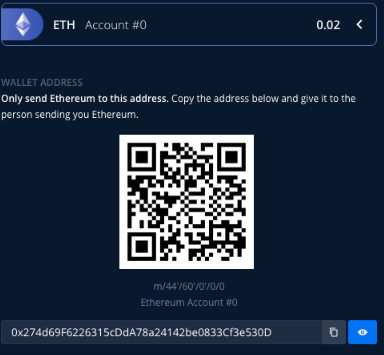 ETH Account #0 0.02
WALLET ADDRESS
Only send Ethereum to this address. Copy the address below and give it to the
person sending you Ethereum.
m/44'/60'/0'/0/0
Ethereum Account #0
0x274d69F6226315cDdA78a24142be0833Cf3e530D